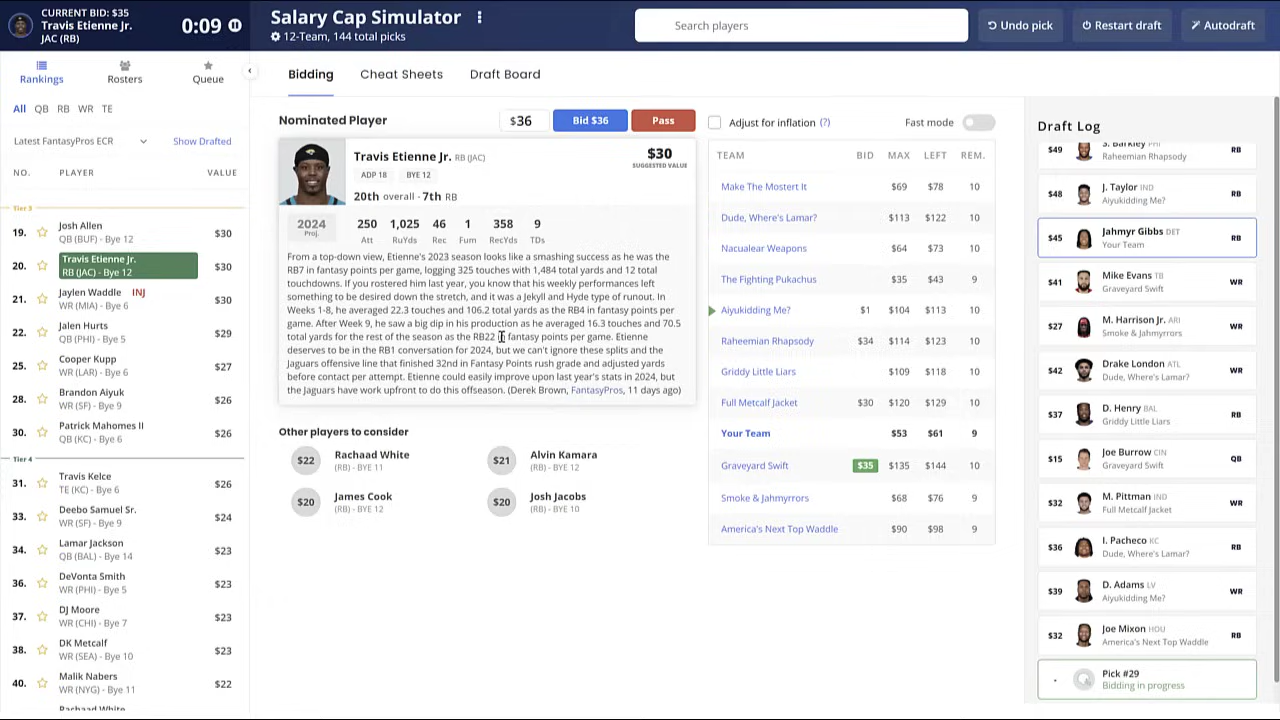 CURRENT BID: $35
Travis Etienne Jr.
JAC (RB)
0:09
Salary Cap Simulator
12-Team, 144 total picks
Search players
Undo pick
Restart draft
Autodraft
Rankings
Rosters
Queue
All QB RB WR TE
Latest FantasyPros ECR
Show Drafted
NO. PLAYER VALUE
Tier 3
19. Josh Allen $30
QB (BUF) - Bye 12
20. Travis Etienne Jr. $30
RB (JAC) - Bye 12
21. Jaylen Waddle INJ $30
WR (MIA) - Bye 6
22. Jalen Hurts $29
QB (PHI) - Bye 5
25. Cooper Kupp $27
WR (LAR) - Bye 6
28. Brandon Aiyuk $26
WR (SF) - Bye 9
30. Patrick Mahomes II $26
QB (KC) - Bye 6
Tier 4
31. Travis Kelce $26
TE (KC) - Bye 6
33. Deebo Samuel Sr. $24
WR (SF) - Bye 9
34. Lamar Jackson $23
QB (BAL) - Bye 14
36. DeVonta Smith $23
WR (PHI) - Bye 5
37. DJ Moore $23
WR (CHI) - Bye 7
38. DK Metcalf $23
WR (SEA) - Bye 10
40. Malik Nabers $22
WR (NYG) - Bye 11
Rachaad White
Bidding
Cheat Sheets
Draft Board
Nominated Player
$36
Bid $36
Pass
Travis Etienne Jr. RB (JAC)
ADP 18 BYE 12
20th overall - 7th RB
$30
SUGGESTED VALUE
2024 Proj.
250 1,025 46 1 358 9
Att RuYds Rec Fum RecYds TDs
From a top-down view, Etienne's 2023 season looks like a smashing success as he was the
RB7 in fantasy points per game, logging 325 touches with 1,484 total yards and 12 total
touchdowns. If you rostered him last year, you know that his weekly performances left
something to be desired down the stretch, and it was a Jekyll and Hyde type of runout. In
Weeks 1-8, he averaged 22.3 touches and 106.2 total yards as the RB4 in fantasy points per
game. After Week 9, he saw a big dip in his production as he averaged 16.3 touches and 70.5
total yards for the rest of the season as the RB22 fantasy points per game. Etienne
deserves to be in the RB1 conversation for 2024, but we can't ignore these splits and the
Jaguars offensive line that finished 32nd in Fantasy Points rush grade and adjusted yards
before contact per attempt. Etienne could easily improve upon last year's stats in 2024, but
the Jaguars have work upfront to do this offseason. (Derek Brown, FantasyPros, 11 days ago)
Other players to consider
$22 Rachaad White
(RB) - BYE 11
$21 Alvin Kamara
(RB) - BYE 12
$20 James Cook
(RB) - BYE 12
$20 Josh Jacobs
(RB) - BYE 10
Adjust for inflation (?)
Fast mode
TEAM BID MAX LEFT REM.
Make The Mostert It $69 $78 10
Dude, Where's Lamar? $113 $122 10
Nacualear Weapons $64 $73 10
The Fighting Pukachus $35 $43 9
Aiyukidding Me? $1 $104 $113 10
Raheemian Rhapsody $34 $114 $123 10
Griddy Little Liars $109 $118 10
Full Metcalf Jacket $30 $120 $129 10
Your Team $53 $61 9
Graveyard Swift $35 $135 $144 10
Smoke & Jahmyrrors $68 $76 9
America's Next Top Waddle $90 $98 9
Draft Log
$49 S. Barkley PHI RB
Raheemian Rhapsody
$48 J. Taylor IND RB
Aiyukidding Me?
$45 Jahmyr Gibbs DET RB
Your Team
$41 Mike Evans TB WR
Graveyard Swift
$27 M. Harrison Jr. ARI WR
Smoke & Jahmyrrors
$42 Drake London ATL WR
Dude, Where's Lamar?
$37 D. Henry BAL RB
Griddy Little Liars
$15 Joe Burrow CIN QB
Graveyard Swift
$32 M. Pittman IND WR
Full Metcalf Jacket
$36 I. Pacheco KC RB
Dude, Where's Lamar?
$39 D. Adams LV WR
Aiyukidding Me?
$32 Joe Mixon HOU RB
America's Next Top Waddle
- Pick #29
Bidding in progress